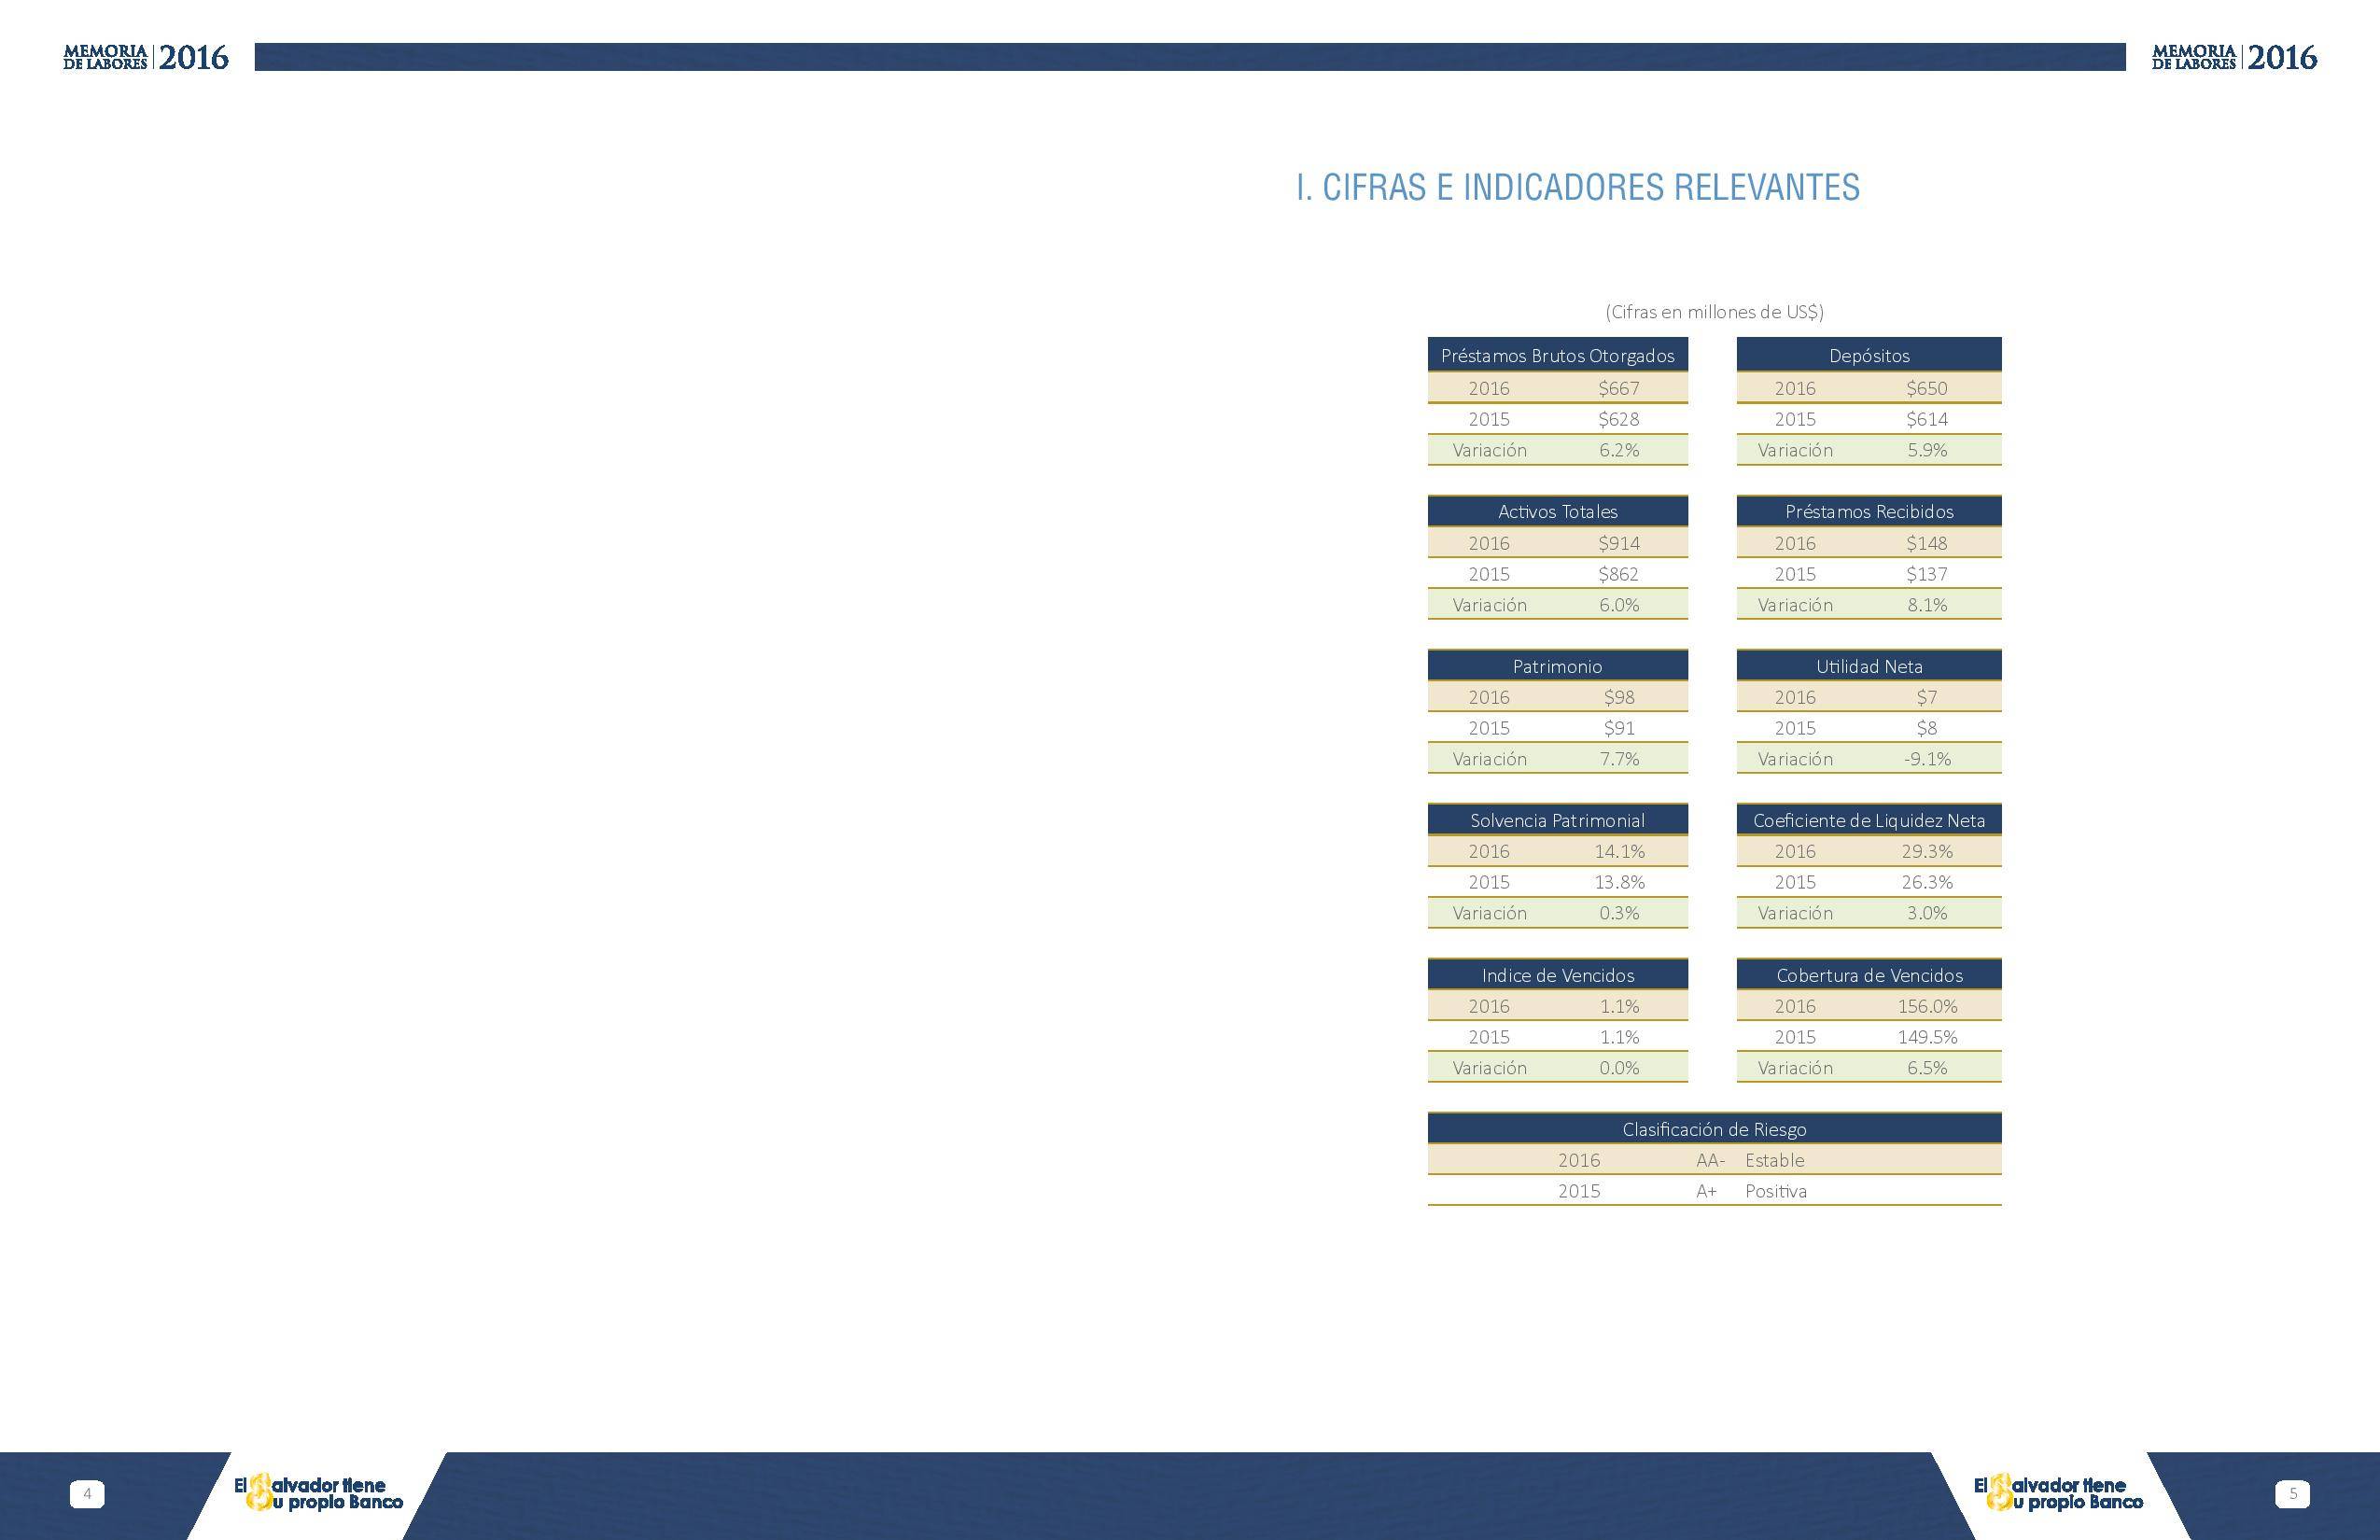 MEMORIA
DE LABORES 2016
MEMORIA
DE LABORES 2016
I. CIFRAS E INDICADORES RELEVANTES
(Cifras en millones de US$)
Préstamos Brutos Otorgados
2016 $667
2015 $628
Variación 6.2%
Depósitos
2016 $650
2015 $614
Variación 5.9%
Activos Totales
2016 $914
2015 $862
Variación 6.0%
Préstamos Recibidos
2016 $148
2015 $137
Variación 8.1%
Patrimonio
2016 $98
2015 $91
Variación 7.7%
Utilidad Neta
2016 $7
2015 $8
Variación -9.1%
Solvencia Patrimonial
2016 14.1%
2015 13.8%
Variación 0.3%
Coeficiente de Liquidez Neta
2016 29.3%
2015 26.3%
Variación 3.0%
Indice de Vencidos
2016 1.1%
2015 1.1%
Variación 0.0%
Cobertura de Vencidos
2016 156.0%
2015 149.5%
Variación 6.5%
Clasificación de Riesgo
2016 AA- Estable
2015 A+ Positiva
4
El Salvador tiene
Su propio Banco
El Salvador tiene
Su propio Banco
5